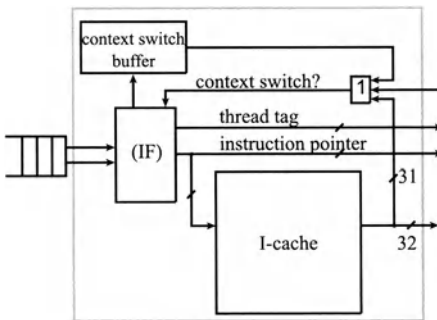 context switch
buffer
context switch?
1
thread tag
(IF)
instruction pointer
31
I-cache
32